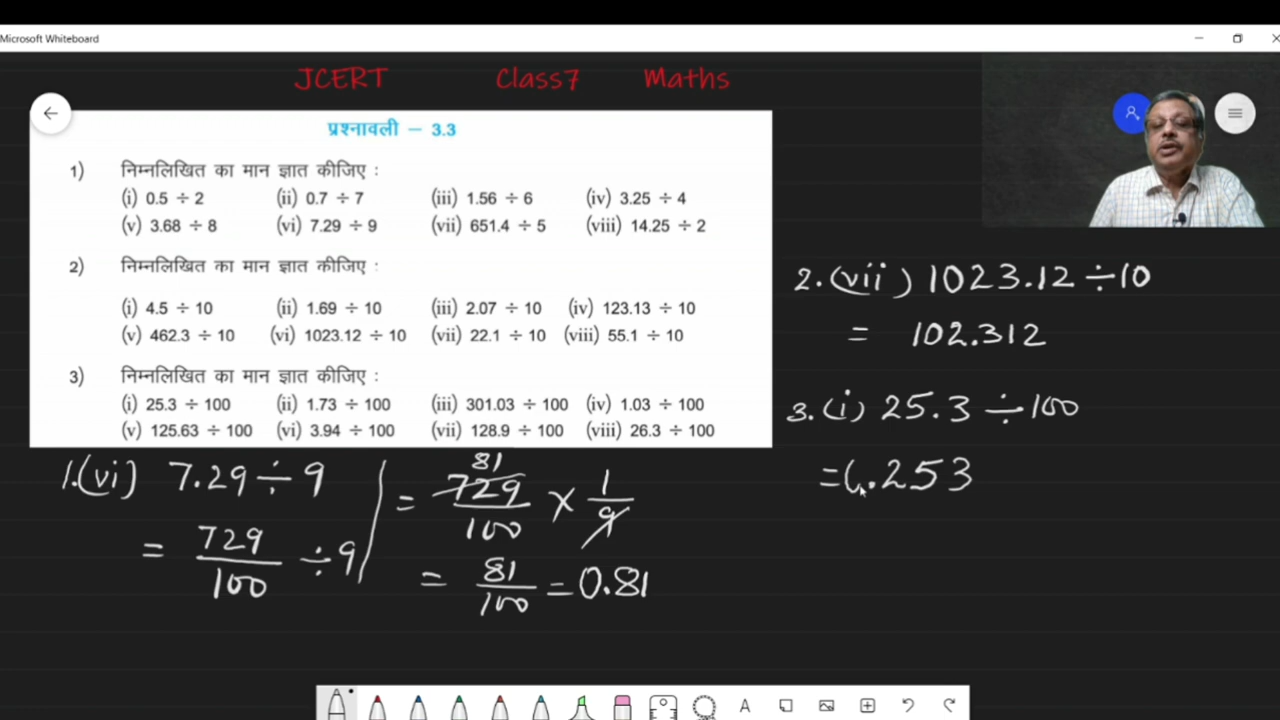 Microsoft Whiteboard
JCERT Class7 Maths
प्रश्नावली – 3.3
1) निम्नलिखित का मान ज्ञात कीजिए :
(i) 0.5 ÷ 2 (ii) 0.7 ÷ 7 (iii) 1.56 ÷ 6 (iv) 3.25 ÷ 4
(v) 3.68 ÷ 8 (vi) 7.29 ÷ 9 (vii) 651.4 ÷ 5 (viii) 14.25 ÷ 2
2) निम्नलिखित का मान ज्ञात कीजिए :
(i) 4.5 ÷ 10 (ii) 1.69 ÷ 10 (iii) 2.07 ÷ 10 (iv) 123.13 ÷ 10
(v) 462.3 ÷ 10 (vi) 1023.12 ÷ 10 (vii) 22.1 ÷ 10 (viii) 55.1 ÷ 10
3) निम्नलिखित का मान ज्ञात कीजिए :
(i) 25.3 ÷ 100 (ii) 1.73 ÷ 100 (iii) 301.03 ÷ 100 (iv) 1.03 ÷ 100
(v) 125.63 ÷ 100 (vi) 3.94 ÷ 100 (vii) 128.9 ÷ 100 (viii) 26.3 ÷ 100
1.(vi) 7.29 ÷ 9
= 729/100 ÷ 9
81
= 729/100 × 1/9
= 81/100 = 0.81
2.(vii) 1023.12 ÷ 10
= 102.312
3.(i) 25.3 ÷ 100
= .253
A